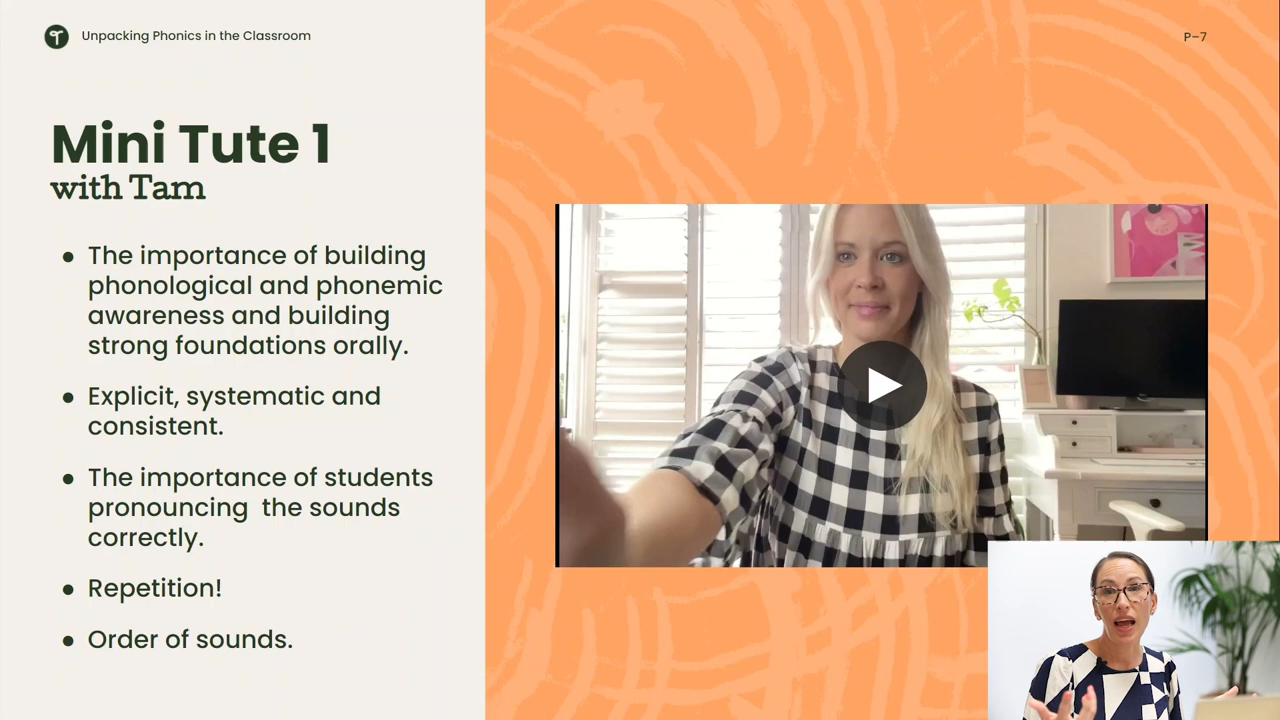 Unpacking Phonics in the Classroom
P–7
Mini Tute 1
with Tam
● The importance of building
phonological and phonemic
awareness and building
strong foundations orally.
● Explicit, systematic and
consistent.
● The importance of students
pronouncing  the sounds
correctly.
● Repetition!
● Order of sounds.